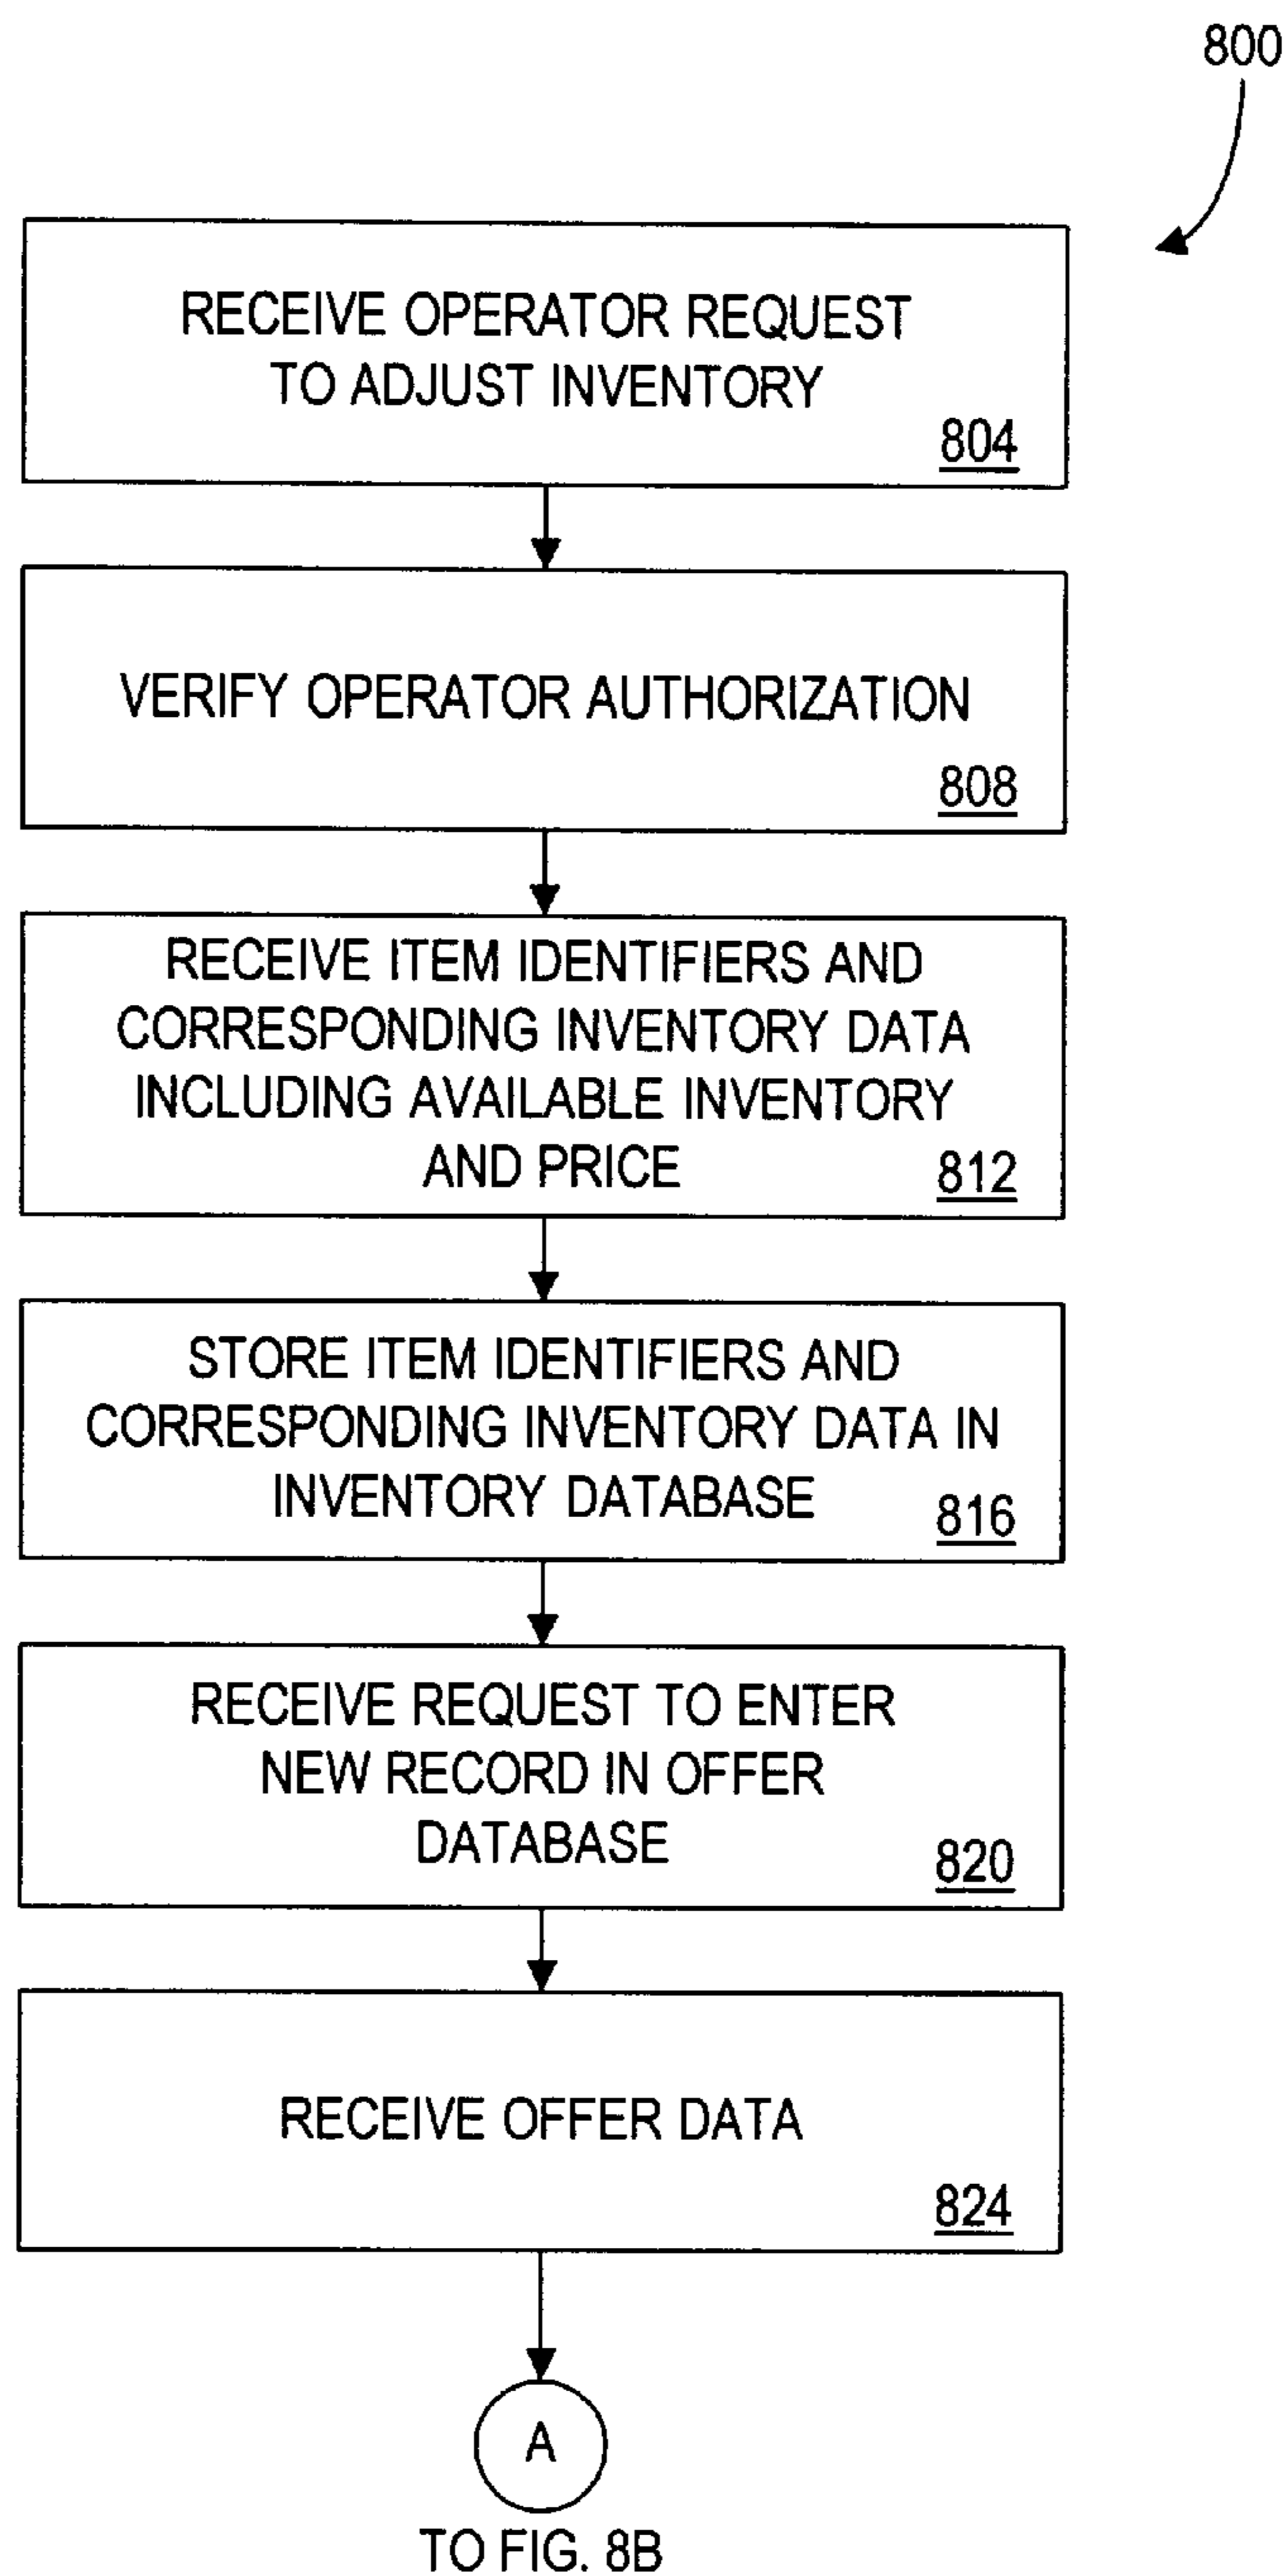 800
RECEIVE OPERATOR REQUEST
TO ADJUST INVENTORY
804
VERIFY OPERATOR AUTHORIZATION
808
RECEIVE ITEM IDENTIFIERS AND
CORRESPONDING INVENTORY DATA
INCLUDING AVAILABLE INVENTORY
AND PRICE
812
STORE ITEM IDENTIFIERS AND
CORRESPONDING INVENTORY DATA IN
INVENTORY DATABASE
816
RECEIVE REQUEST TO ENTER
NEW RECORD IN OFFER
DATABASE
820
RECEIVE OFFER DATA
824
A
TO FIG. 8B